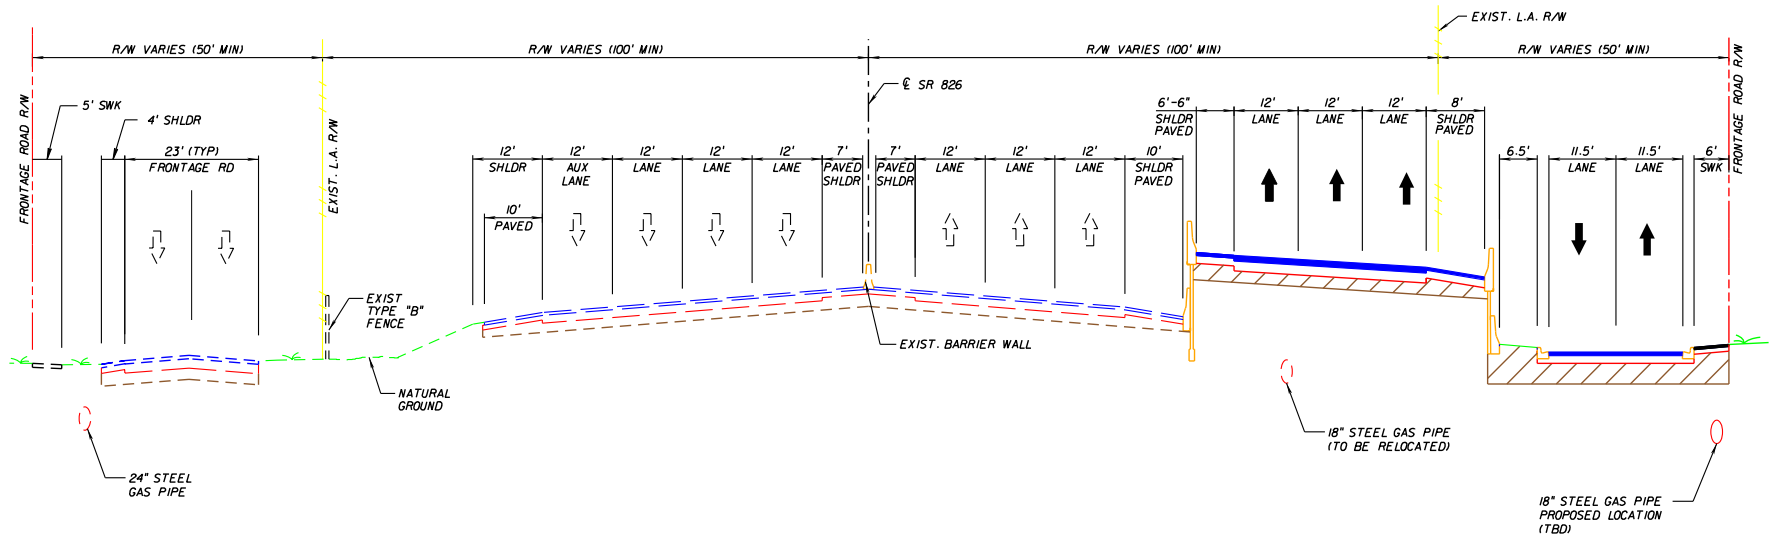 EXIST. L.A. R/W
R/W VARIES (50' MIN)
R/W VARIES (100' MIN)
R/W VARIES (100' MIN)
R/W VARIES (50' MIN)
FRONTAGE ROAD R/W
5' SWK
4' SHLDR
23' (TYP)
FRONTAGE RD
EXIST. L.A. R/W
℄ SR 826
12'
SHLDR
12'
AUX
LANE
12'
LANE
12'
LANE
12'
LANE
7'
PAVED
SHLDR
10'
PAVED
7'
PAVED
SHLDR
12'
LANE
12'
LANE
12'
LANE
10'
SHLDR
PAVED
6'-6"
SHLDR
PAVED
12'
LANE
12'
LANE
12'
LANE
8'
SHLDR
PAVED
6.5'
11.5'
LANE
11.5'
LANE
6'
SWK
FRONTAGE ROAD R/W
EXIST
TYPE "B"
FENCE
EXIST. BARRIER WALL
NATURAL
GROUND
24" STEEL
GAS PIPE
18" STEEL GAS PIPE
(TO BE RELOCATED)
18" STEEL GAS PIPE
PROPOSED LOCATION
(TBD)